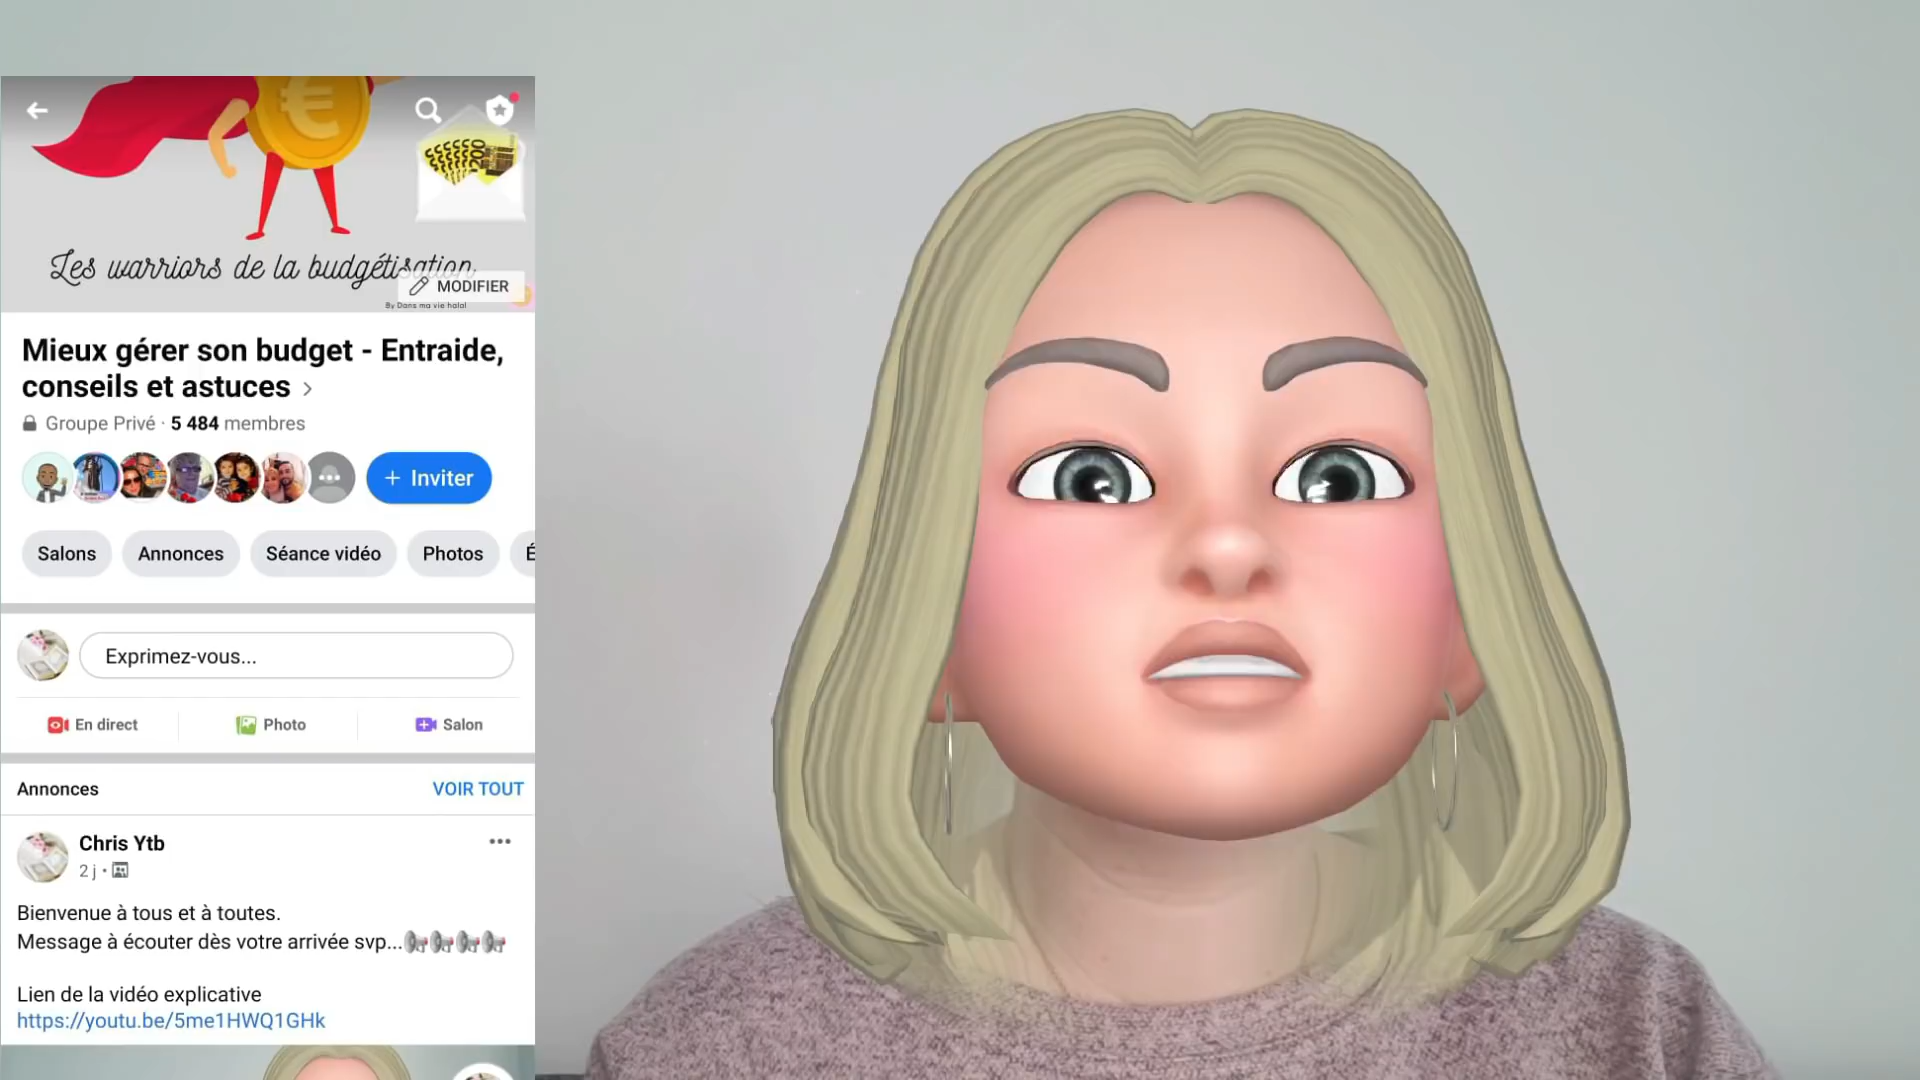 €
200
Les warriors de la budgétisation
MODIFIER
By Dans ma vie halal
Mieux gérer son budget - Entraide,
conseils et astuces
Groupe Privé · 5 484 membres
+ Inviter
Salons
Annonces
Séance vidéo
Photos
É
Exprimez-vous...
En direct
Photo
Salon
Annonces
VOIR TOUT
Chris Ytb
2 j
Bienvenue à tous et à toutes.
Message à écouter dès votre arrivée svp...
Lien de la vidéo explicative
https://youtu.be/5me1HWQ1GHk